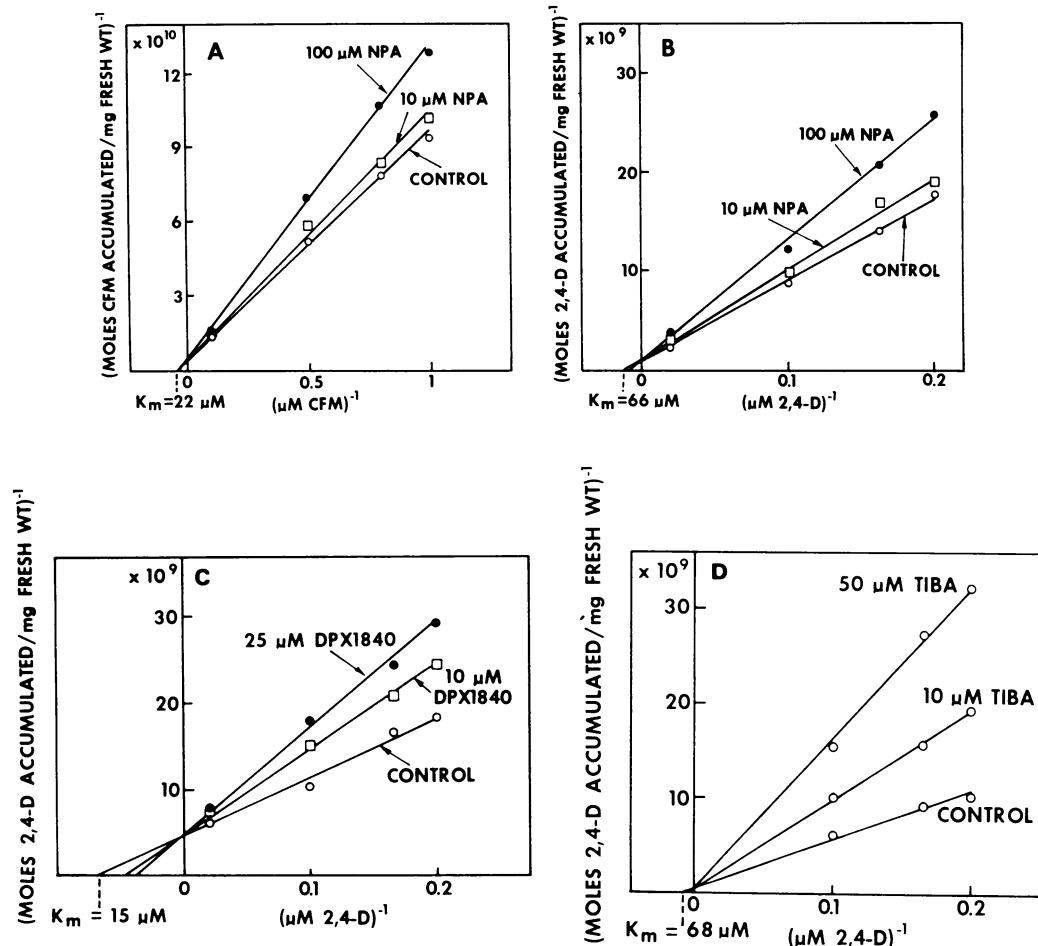 (MOLES CFM ACCUMULATED/mg FRESH WT)⁻¹
x 10¹⁰
A
100 µM NPA
10 µM NPA
CONTROL
12
9
6
3
0
0.5
1
Kₘ=22 µM
(µM CFM)⁻¹
(MOLES 2,4-D ACCUMULATED/mg FRESH WT)⁻¹
x 10⁹
B
100 µM NPA
10 µM NPA
CONTROL
30
20
10
0
0.1
0.2
Kₘ=66 µM
(µM 2,4-D)⁻¹
(MOLES 2,4-D ACCUMULATED/mg FRESH WT)⁻¹
x 10⁹
C
25 µM DPX1840
10 µM
DPX1840
CONTROL
30
20
10
0
0.1
0.2
Kₘ = 15 µM
(µM 2,4-D)⁻¹
(MOLES 2,4-D ACCUMULATED/mg FRESH WT)⁻¹
x 10⁹
D
50 µM TIBA
10 µM TIBA
CONTROL
30
20
10
0
0.1
0.2
Kₘ = 68 µM
(µM 2,4-D)⁻¹